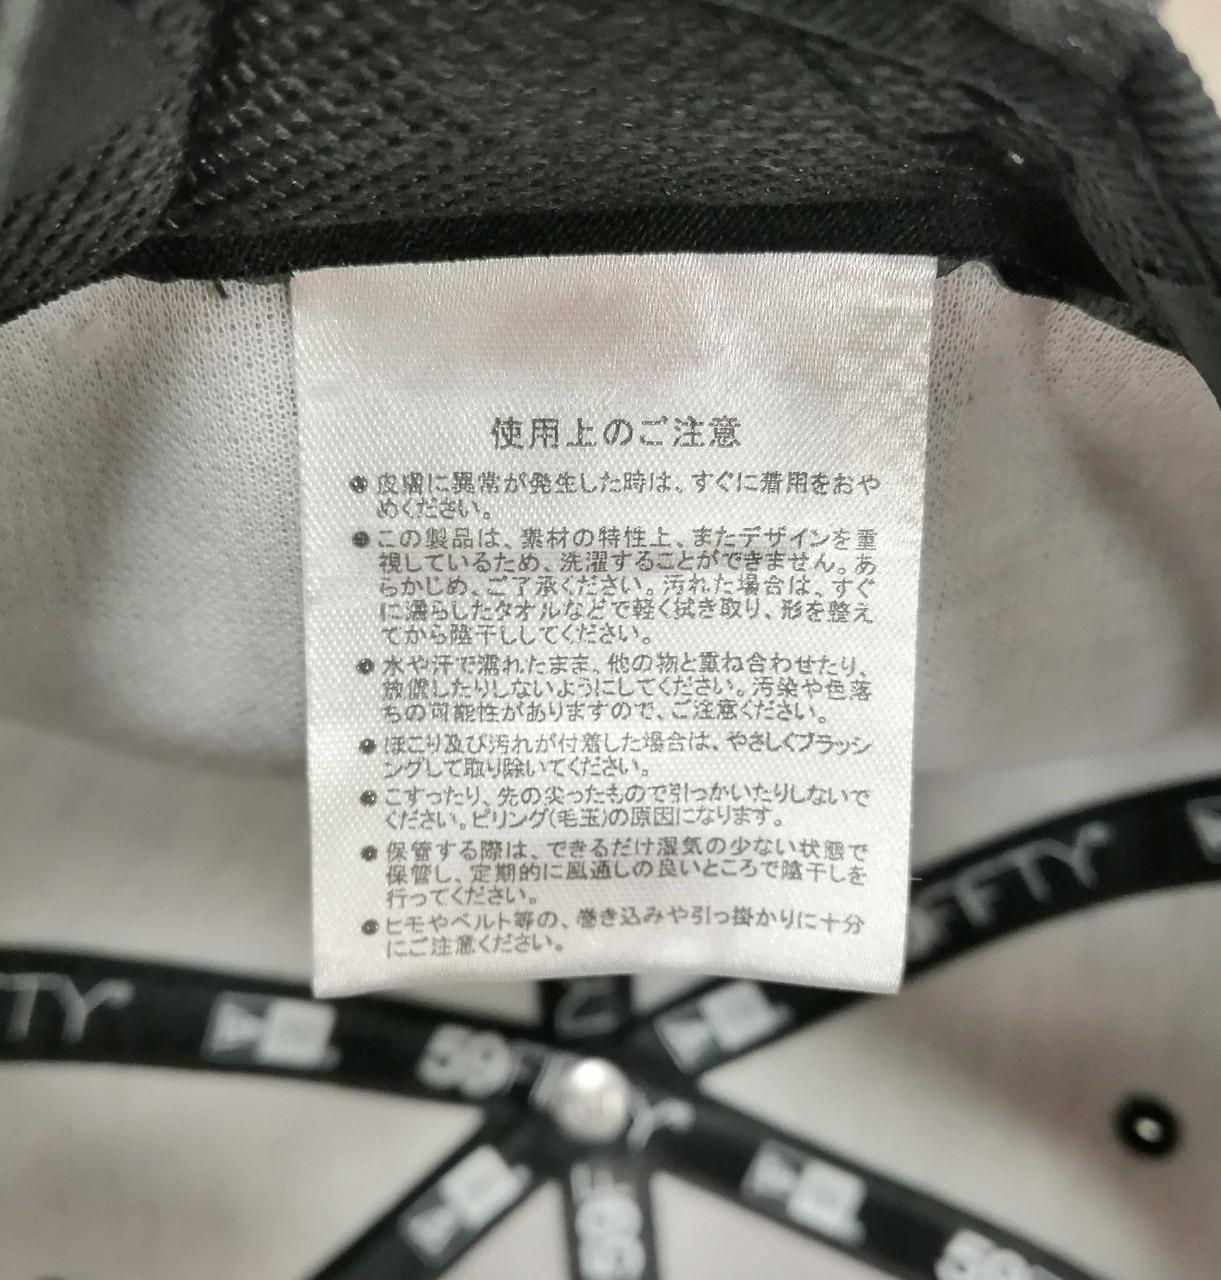 使用上のご注意
● 皮膚に異常が発生した時は、すぐに着用をおや
めください。
● この製品は、素材の特性上、またデザインを重
視しているため、洗濯することができません。あ
らかじめ、ご了承ください。汚れた場合は、すぐ
に濡らしたタオルなどで軽く拭き取り、形を整え
てから陰干ししてください。
● 水や汗で濡れたまま、他の物と重ね合わせたり、
放置したりしないようにしてください。汚染や色落
ちの可能性がありますので、ご注意ください。
● ほこり及び汚れが付着した場合は、やさしくブラッシ
ングして取り除いてください。
● こすったり、先の尖ったもので引っかいたりしないで
ください。ピリング(毛玉)の原因になります。
● 保管する際は、できるだけ湿気の少ない状態で
保管し、定期的に風通しの良いところで陰干しを
行ってください。
● ヒモやベルト等の、巻き込みや引っ掛かりに十分
にご注意ください。
FFTY
TY
59F
Y
59F
59